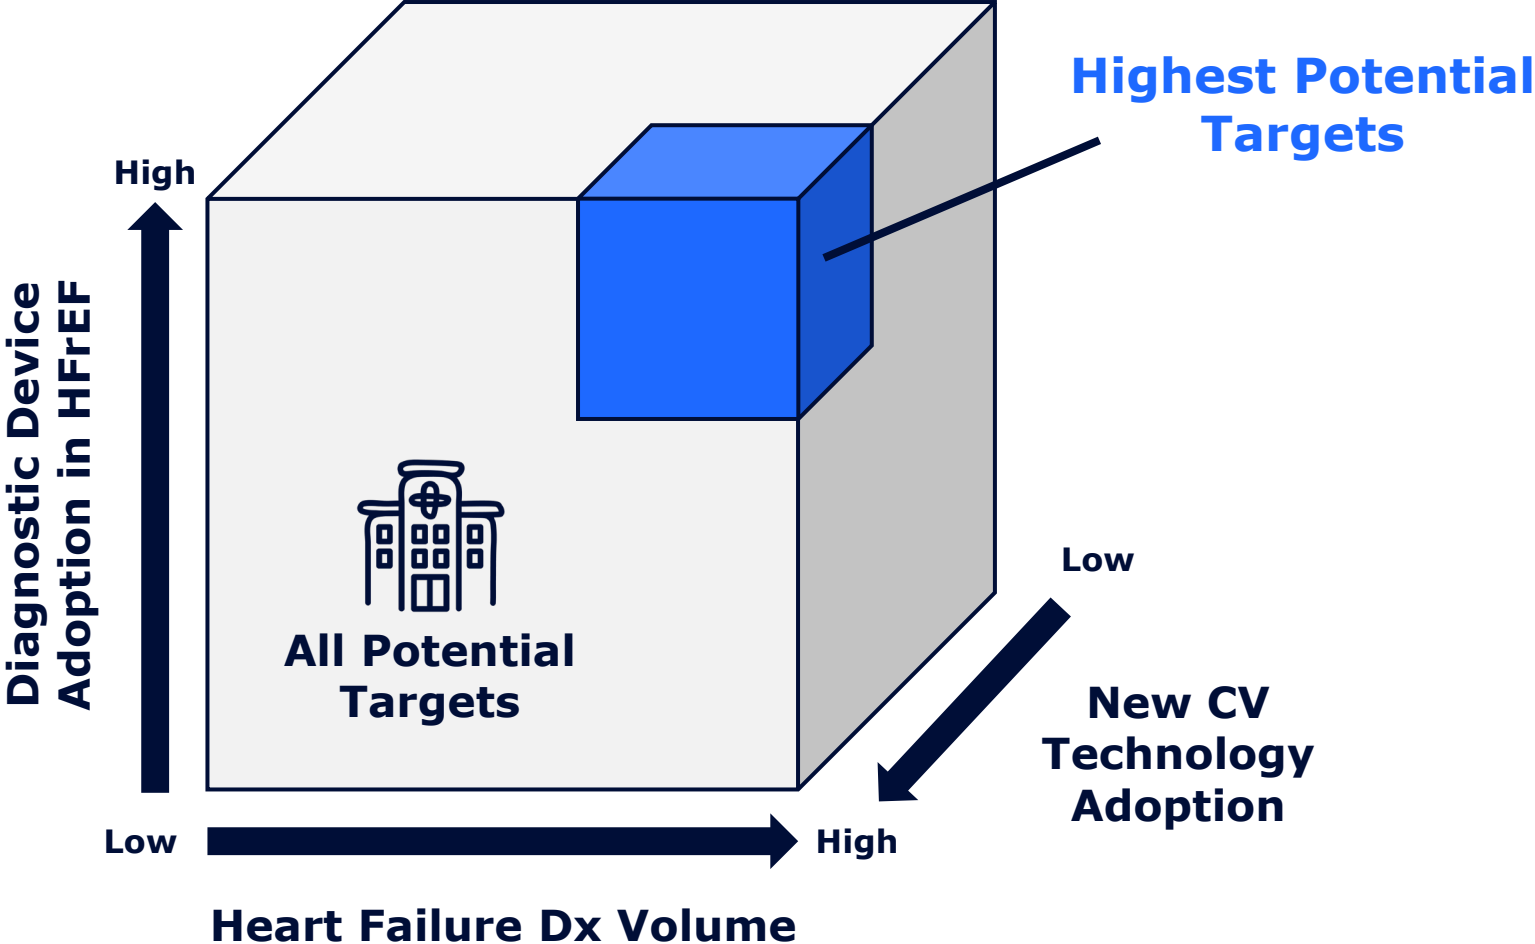 Highest Potential
Targets
High
Diagnostic Device
Adoption in HFrEF
All Potential
Targets
Low
New CV
Technology
Adoption
Low
High
Heart Failure Dx Volume